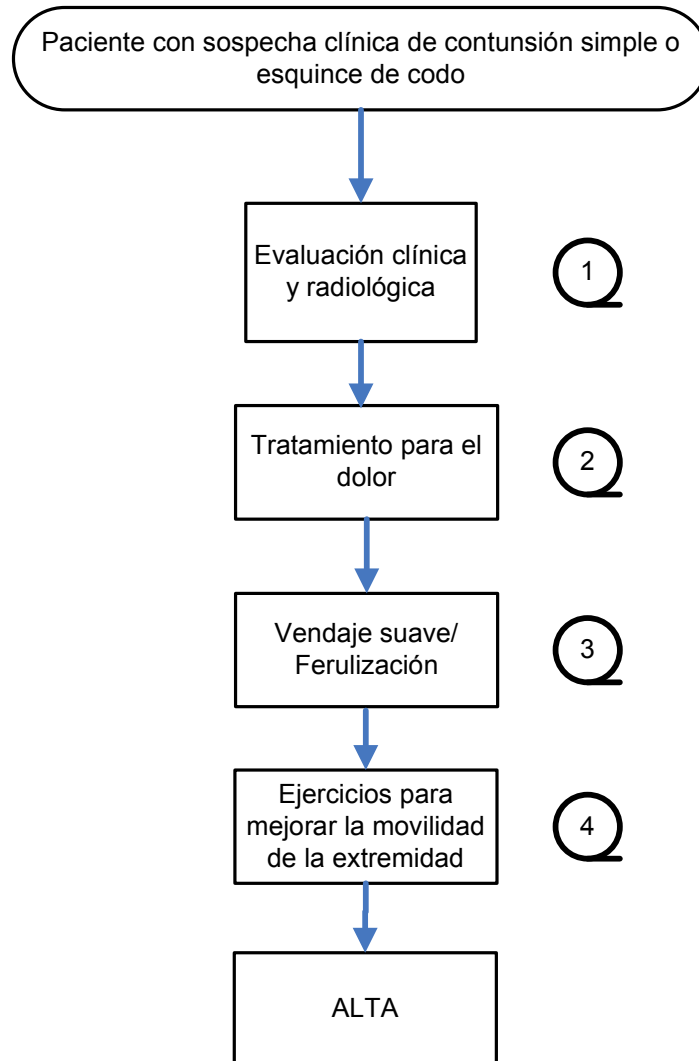 Paciente con sospecha clínica de contunsión simple o
esquince de codo
Evaluación clínica
y radiológica
1
Tratamiento para el
dolor
2
Vendaje suave/
Ferulización
3
Ejercicios para
mejorar la movilidad
de la extremidad
4
ALTA